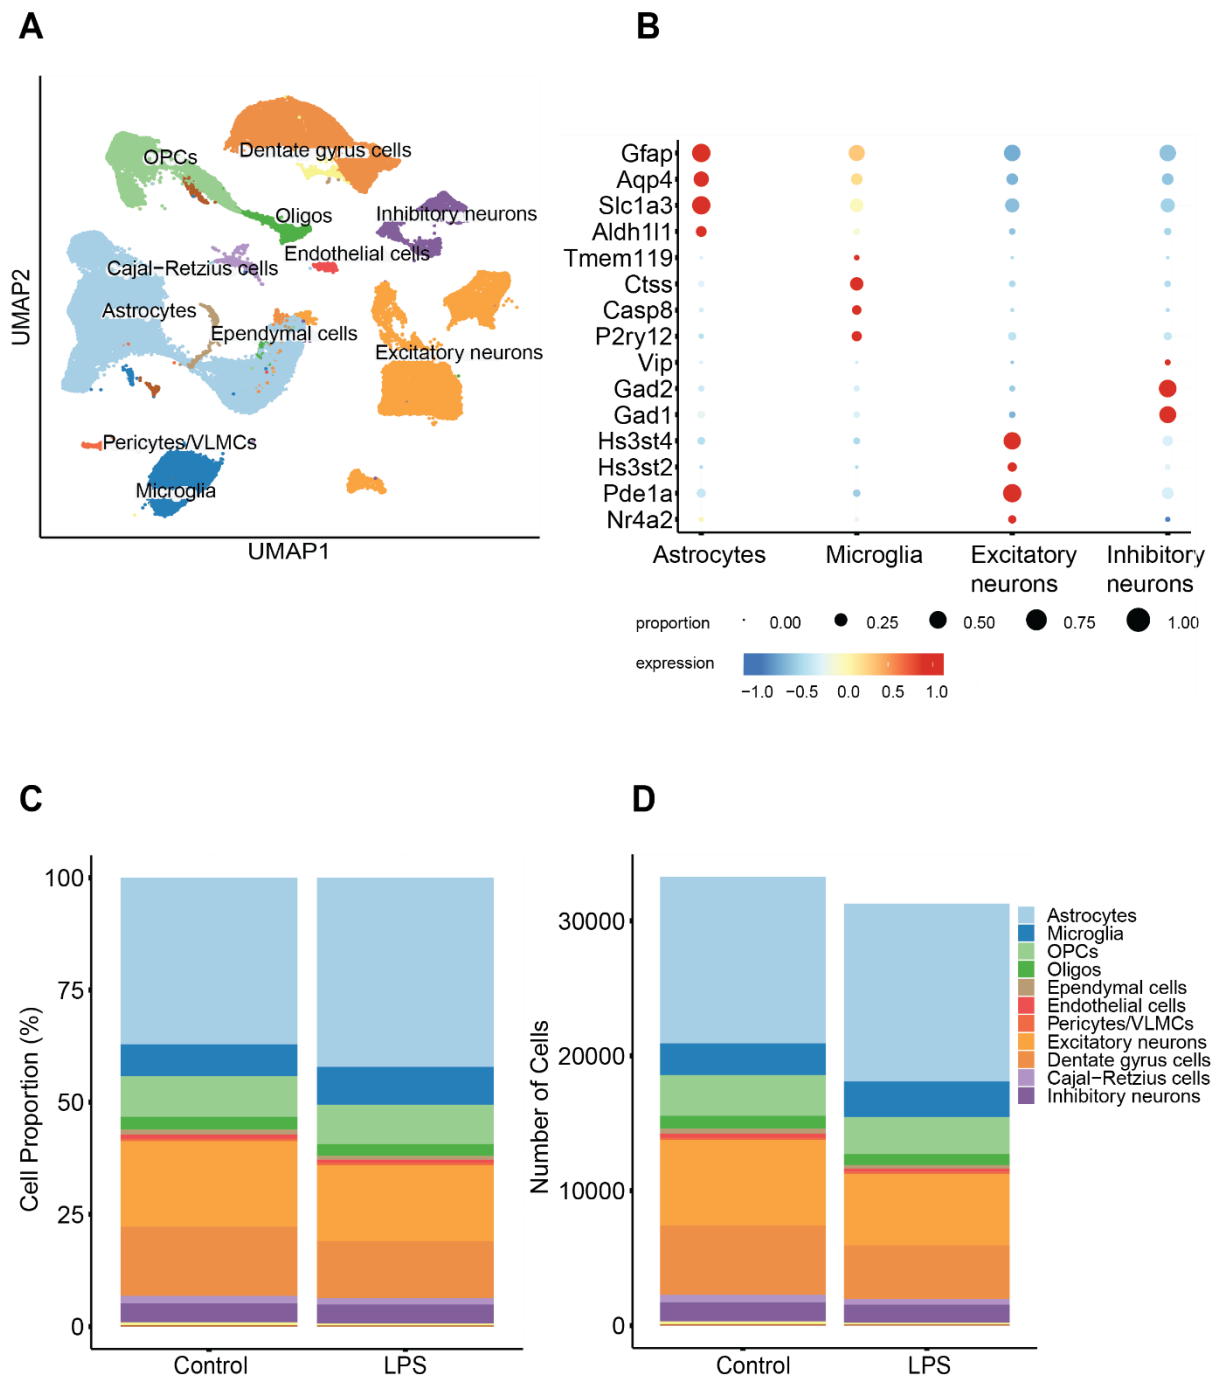 A
OPCs
Dentate gyrus cells
Oligos
Inhibitory neurons
Endothelial cells
Cajal−Retzius cells
Astrocytes
Ependymal cells
Excitatory neurons
Pericytes/VLMCs
Microglia
UMAP2
UMAP1
B
Gfap
Aqp4
Slc1a3
Aldh1l1
Tmem119
Ctss
Casp8
P2ry12
Vip
Gad2
Gad1
Hs3st4
Hs3st2
Pde1a
Nr4a2
Astrocytes Microglia Excitatory Inhibitory
neurons neurons
proportion 0.00 0.25 0.50 0.75 1.00
expression
−1.0 −0.5 0.0 0.5 1.0
C
Cell Proportion (%)
100
75
50
25
0
Control LPS
D
Number of Cells
30000
20000
10000
0
Control LPS
Astrocytes
Microglia
OPCs
Oligos
Ependymal cells
Endothelial cells
Pericytes/VLMCs
Excitatory neurons
Dentate gyrus cells
Cajal−Retzius cells
Inhibitory neurons